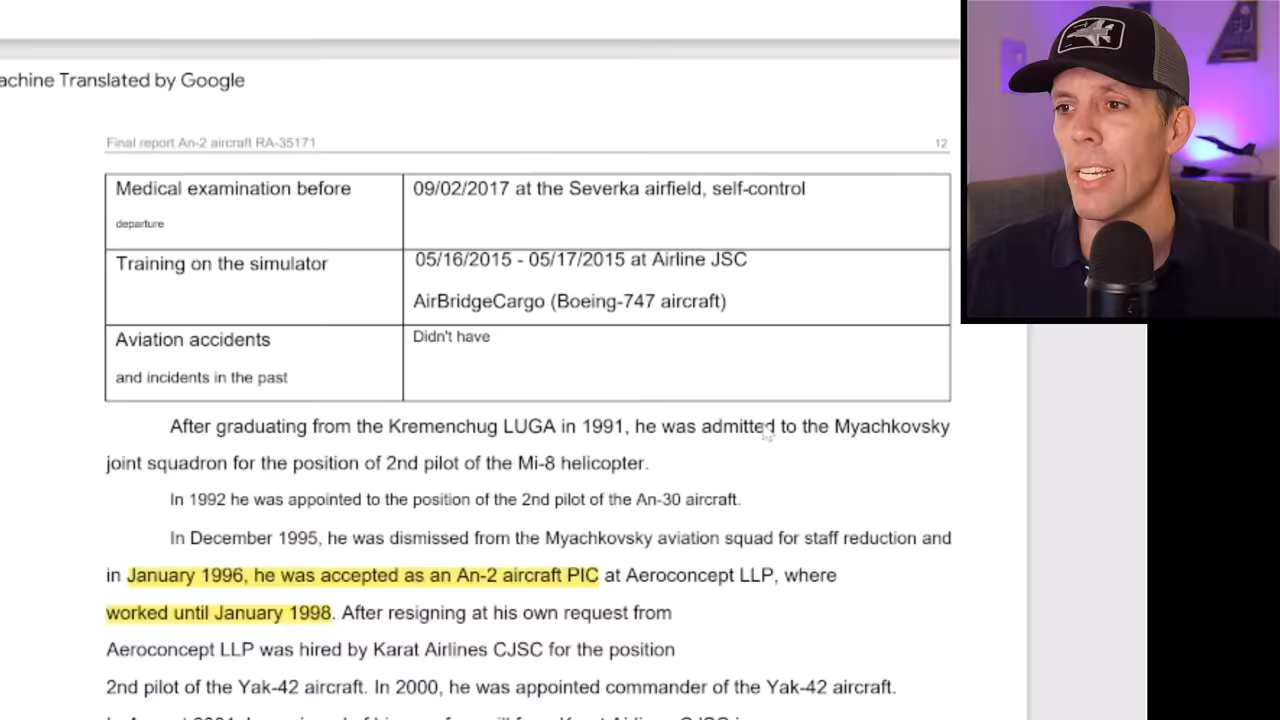 achine Translated by Google
Final report An-2 aircraft RA-35171
12
Medical examination before
departure
09/02/2017 at the Severka airfield, self-control
Training on the simulator
05/16/2015 - 05/17/2015 at Airline JSC
AirBridgeCargo (Boeing-747 aircraft)
Aviation accidents
and incidents in the past
Didn't have
After graduating from the Kremenchug LUGA in 1991, he was admitted to the Myachkovsky
joint squadron for the position of 2nd pilot of the Mi-8 helicopter.
In 1992 he was appointed to the position of the 2nd pilot of the An-30 aircraft.
In December 1995, he was dismissed from the Myachkovsky aviation squad for staff reduction and
in January 1996, he was accepted as an An-2 aircraft PIC at Aeroconcept LLP, where
worked until January 1998. After resigning at his own request from
Aeroconcept LLP was hired by Karat Airlines CJSC for the position
2nd pilot of the Yak-42 aircraft. In 2000, he was appointed commander of the Yak-42 aircraft.